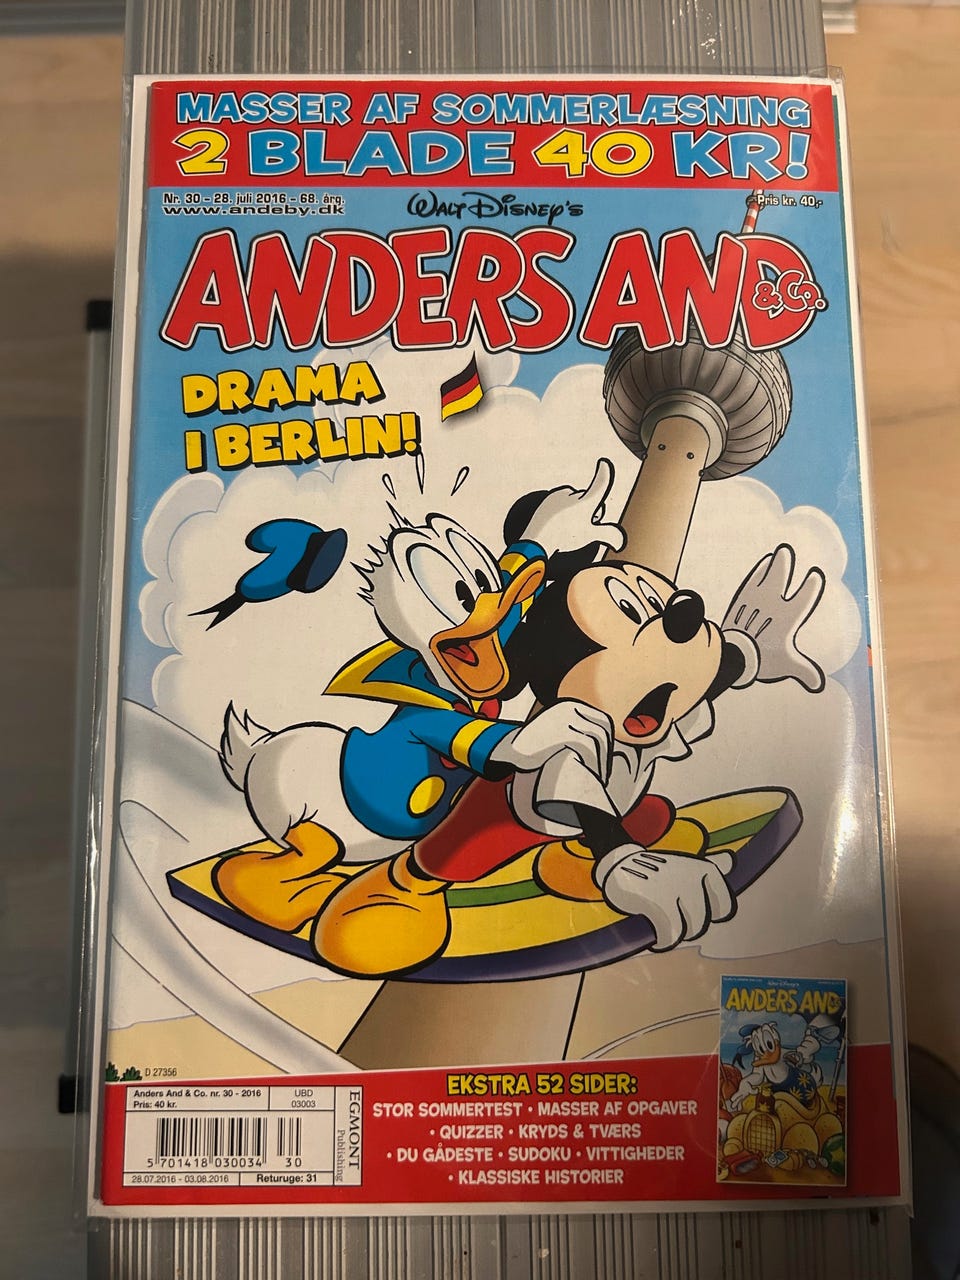 MASSER AF SOMMERLÆSNING
2 BLADE 40 KR!
Nr. 30 - 28. juli 2016 - 68. årg.
www.andeby.dk
WALT DISNEY'S
Pris kr. 40,-
ANDERS AND
& Co.
DRAMA
I BERLIN!
D 27356
Anders And & Co. nr. 30 - 2016
Pris: 40 kr.
UBD
03003
EGMONT
Publishing
5 701418 030034 30
28.07.2016 - 03.08.2016
Returuge: 31
EKSTRA 52 SIDER:
STOR SOMMERTEST • MASSER AF OPGAVER
• QUIZZER • KRYDS & TVÆRS
• DU GÅDESTE • SUDOKU • VITTIGHEDER
• KLASSISKE HISTORIER
ANDERS AND